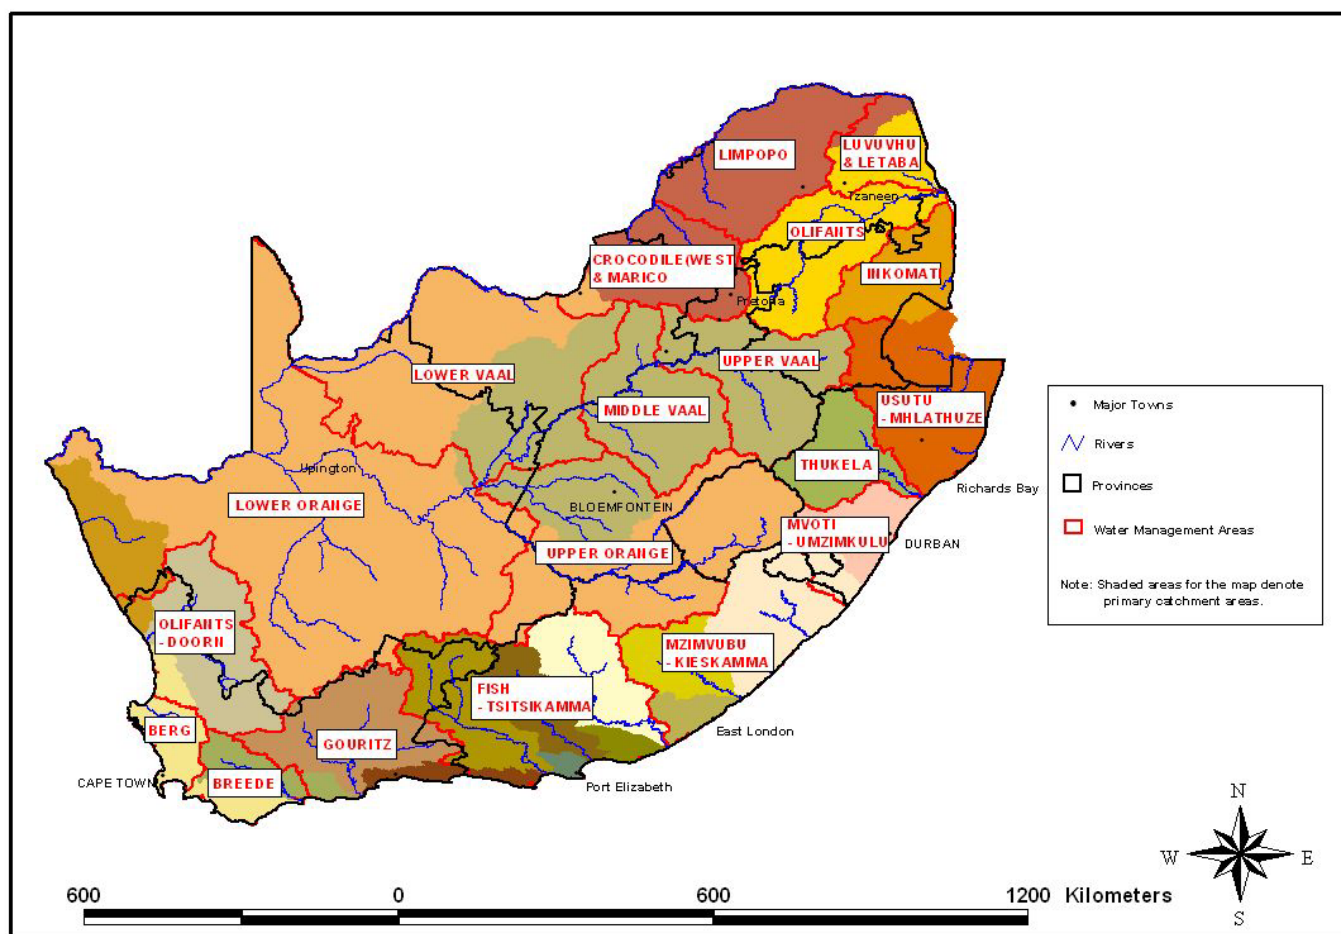 LIMPOPO
LUVUVHU
& LETABA
Tzaneen
OLIFANTS
CROCODILE(WEST
& MARICO
INKOMATI
Pretoria
LOWER VAAL
UPPER VAAL
MIDDLE VAAL
USUTU
- MHLATHUZE
THUKELA
Upington
LOWER ORANGE
BLOEMFONTEIN
Richards Bay
MVOTI
- UMZIMKULU
DURBAN
UPPER ORANGE
OLIFANTS
- DOORN
MZIMVUBU
- KIESKAMMA
FISH
- TSITSIKAMMA
BERG
GOURITZ
East London
CAPE TOWN
BREEDE
Port Elizabeth
Major Towns
Rivers
Provinces
Water Management Areas
Note: Shaded areas for the map denote
primary catchment areas.
N
W
E
S
600 0 600 1200 Kilometers